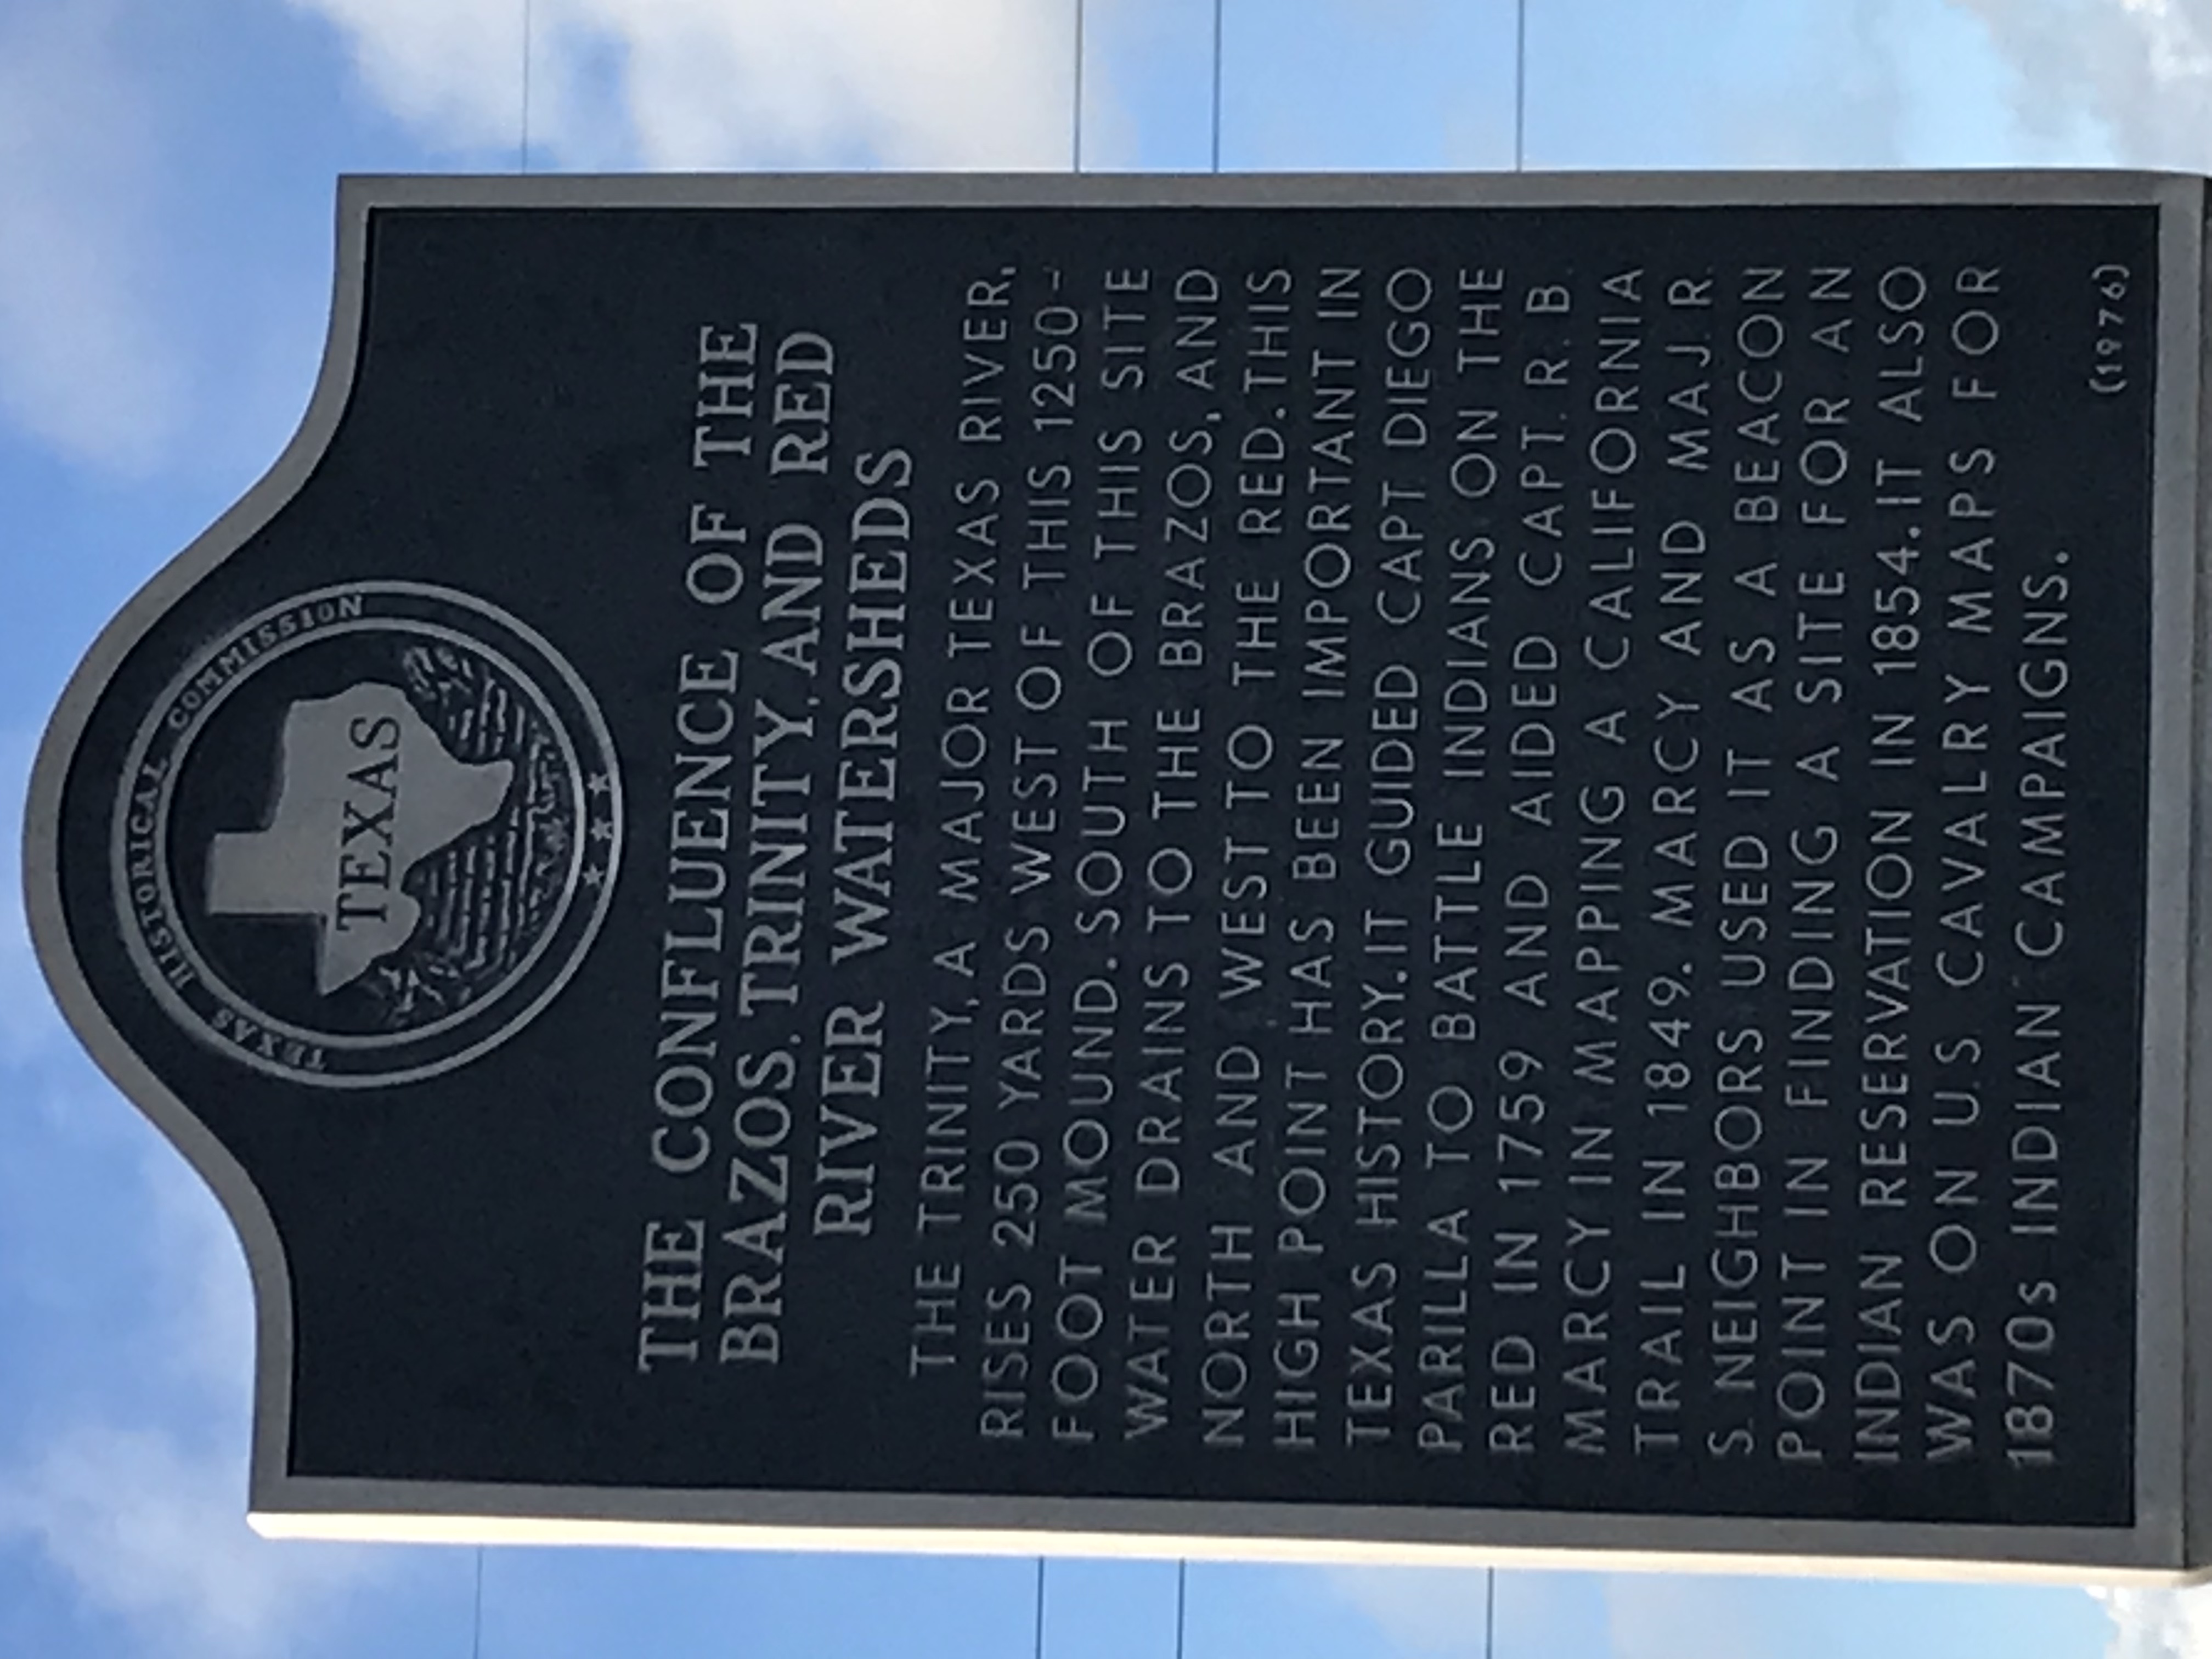 TEXAS HISTORICAL COMMISSION
TEXAS
THE CONFLUENCE OF THE
BRAZOS, TRINITY, AND RED
RIVER WATERSHEDS
THE TRINITY, A MAJOR TEXAS RIVER,
RISES 250 YARDS WEST OF THIS 1250-
FOOT MOUND. SOUTH OF THIS SITE
WATER DRAINS TO THE BRAZOS, AND
NORTH AND WEST TO THE RED. THIS
HIGH POINT HAS BEEN IMPORTANT IN
TEXAS HISTORY. IT GUIDED CAPT DIEGO
PARILLA TO BATTLE INDIANS ON THE
RED IN 1759 AND AIDED CAPT. R. B.
MARCY IN MAPPING A CALIFORNIA
TRAIL IN 1849. MARCY AND MAJ. R.
S. NEIGHBORS USED IT AS A BEACON
POINT IN FINDING A SITE FOR AN
INDIAN RESERVATION IN 1854. IT ALSO
WAS ON U.S. CAVALRY MAPS FOR
1870s INDIAN CAMPAIGNS.
(1976)